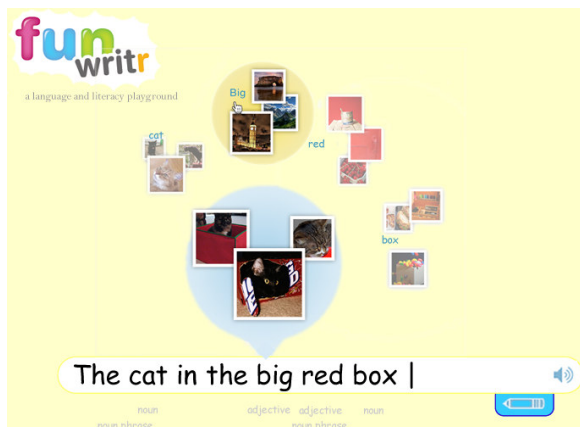 fun
writr
a language and literacy playground
Big
cat
red
box
The cat in the big red box
noun adjective adjective noun
noun phrase noun phrase